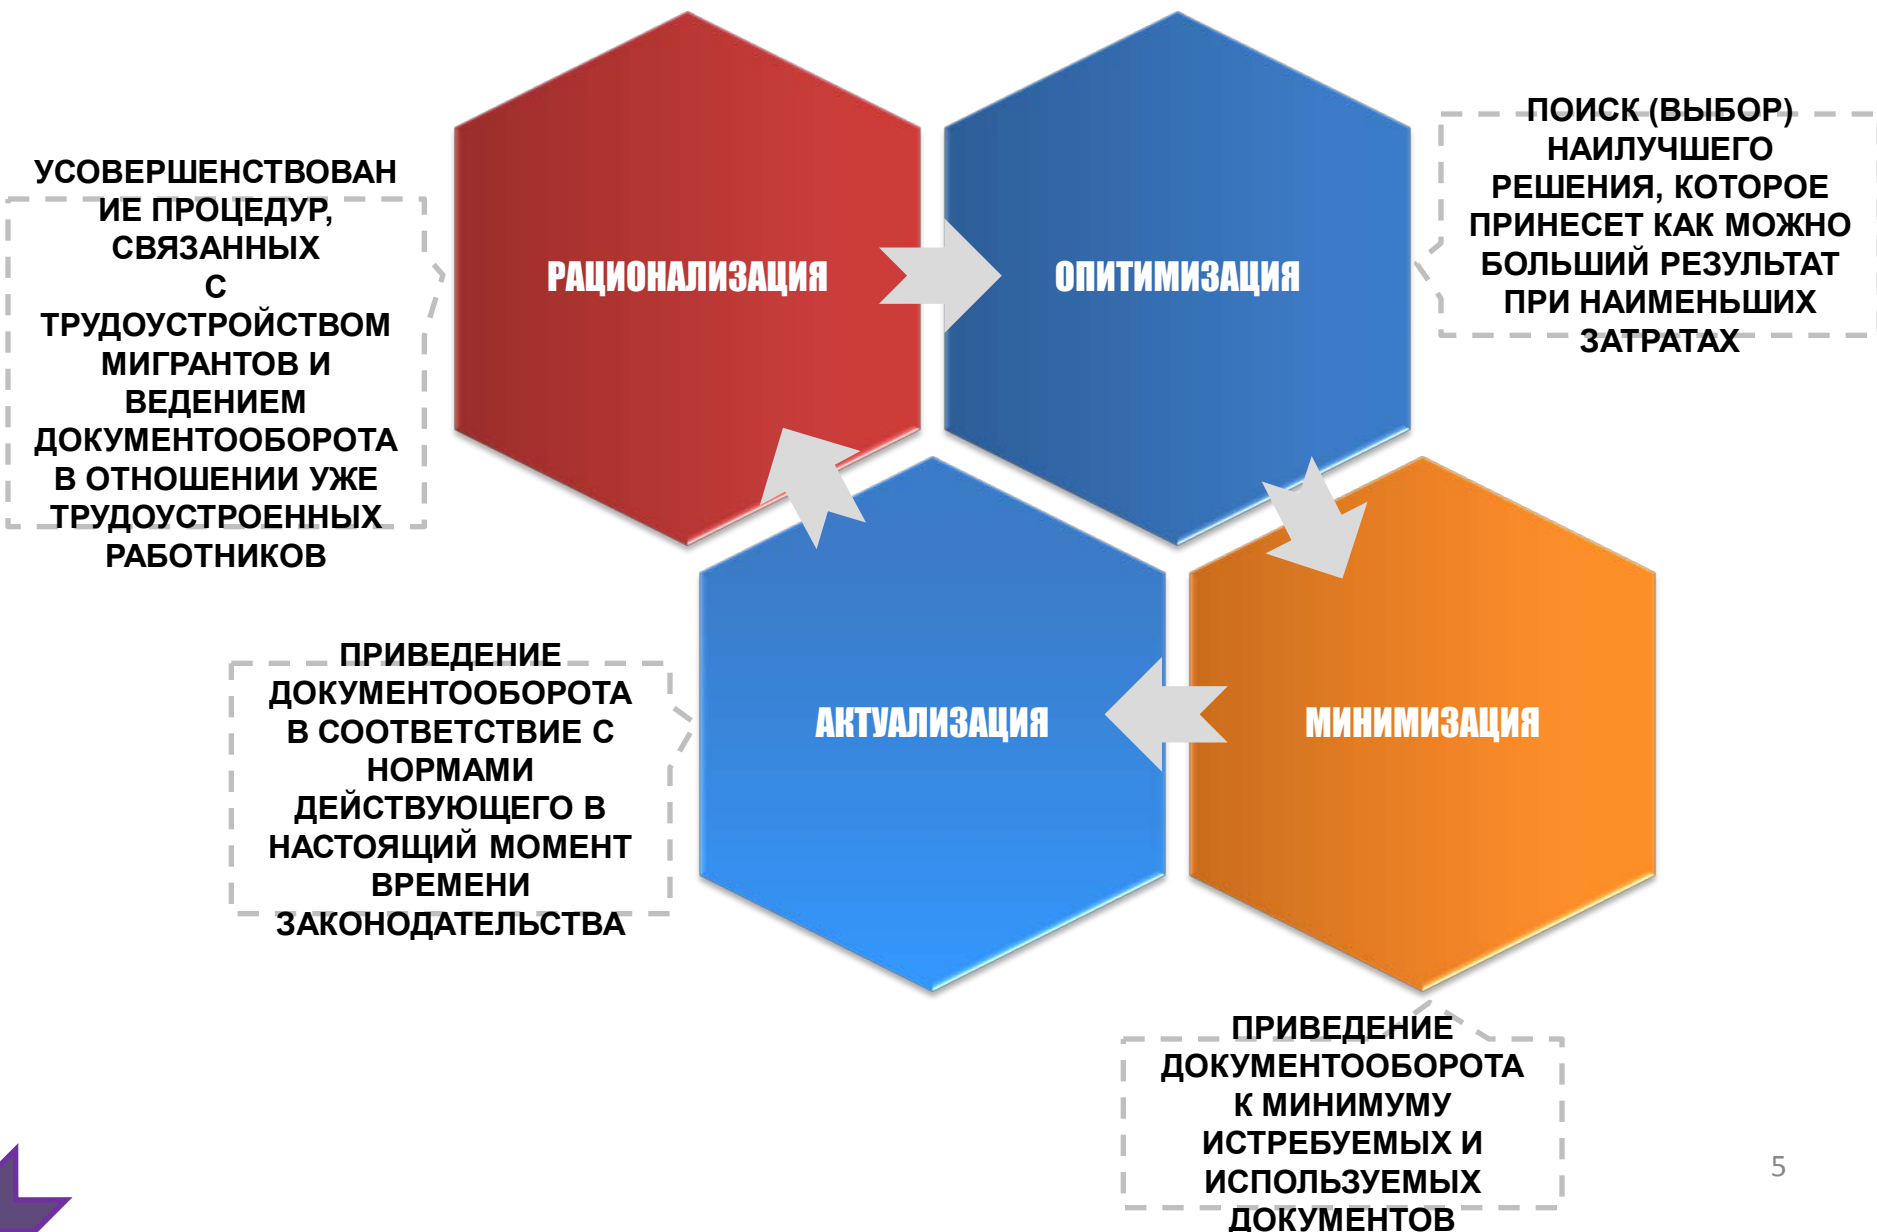 УСОВЕРШЕНСТВОВАН
ИЕ ПРОЦЕДУР,
СВЯЗАННЫХ
С
ТРУДОУСТРОЙСТВОМ
МИГРАНТОВ И
ВЕДЕНИЕМ
ДОКУМЕНТООБОРОТА
В ОТНОШЕНИИ УЖЕ
ТРУДОУСТРОЕННЫХ
РАБОТНИКОВ
РАЦИОНАЛИЗАЦИЯ
ОПИТИМИЗАЦИЯ
ПОИСК (ВЫБОР)
НАИЛУЧШЕГО
РЕШЕНИЯ, КОТОРОЕ
ПРИНЕСЕТ КАК МОЖНО
БОЛЬШИЙ РЕЗУЛЬТАТ
ПРИ НАИМЕНЬШИХ
ЗАТРАТАХ
ПРИВЕДЕНИЕ
ДОКУМЕНТООБОРОТА
В СООТВЕТСТВИЕ С
НОРМАМИ
ДЕЙСТВУЮЩЕГО В
НАСТОЯЩИЙ МОМЕНТ
ВРЕМЕНИ
ЗАКОНОДАТЕЛЬСТВА
АКТУАЛИЗАЦИЯ
МИНИМИЗАЦИЯ
ПРИВЕДЕНИЕ
ДОКУМЕНТООБОРОТА
К МИНИМУМУ
ИСТРЕБУЕМЫХ И
ИСПОЛЬЗУЕМЫХ
ДОКУМЕНТОВ
5